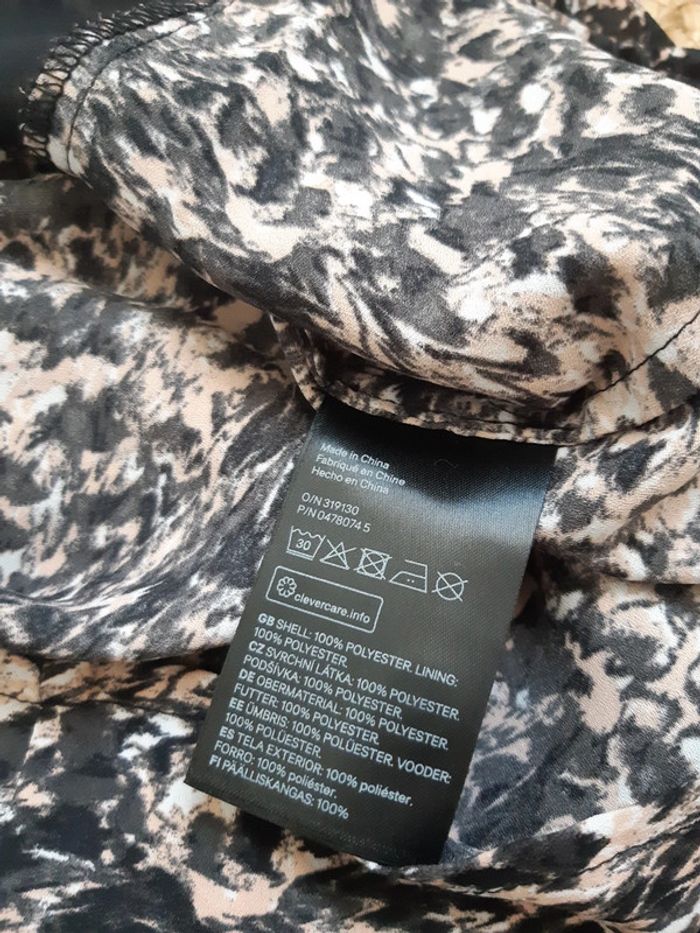 Made in China
Fabriqué en Chine
Hecho en China
O/N 319130
P/N 0478074 5
30
clevercare.info
GB SHELL: 100% POLYESTER. LINING:
100% POLYESTER.
CZ SVRCHNI LÁTKA: 100% POLYESTER.
PODŠÍVKA: 100% POLYESTER.
DE OBERMATERIAL: 100% POLYESTER.
FUTTER: 100% POLYESTER.
EE ÜMBRIS: 100% POLÜESTER. VOODER:
100% POLÜESTER.
ES TELA EXTERIOR: 100% poliéster.
FORRO: 100% poliéster.
FI PÄÄLLISKANGAS: 100%